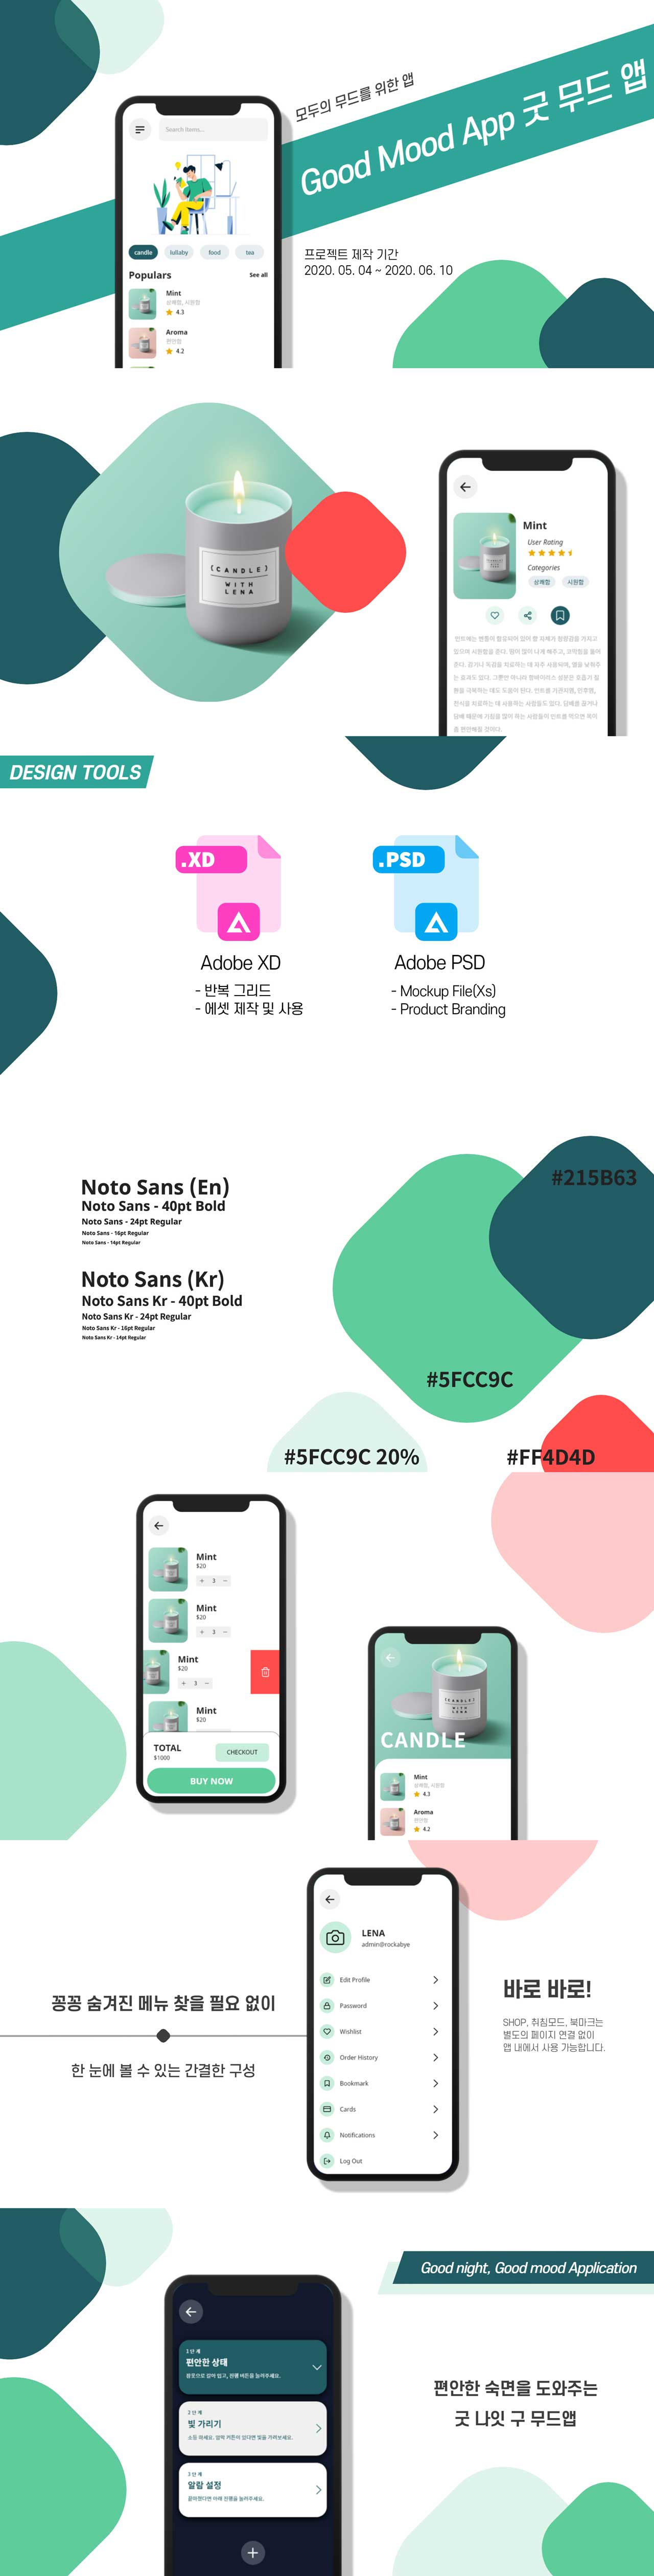 모두의 무드를 위한 앱
Good Mood App 굿 무드 앱
Search Items...
candle lullaby food tea
Populars See all
Mint
상쾌함, 시원함
4.3
Aroma
편안함
4.2
프로젝트 제작 기간
2020. 05. 04 ~ 2020. 06. 10
{CANDLE}
WITH
LENA
Mint
User Rating
Categories
상쾌함 시원함
DESIGN TOOLS
.XD
Adobe XD
- 반복 그리드
- 에셋 제작 및 사용
.PSD
Adobe PSD
- Mockup File(Xs)
- Product Branding
Noto Sans (En)
Noto Sans - 40pt Bold
Noto Sans - 24pt Regular
Noto Sans - 16pt Regular
Noto Sans - 14pt Regular
Noto Sans (Kr)
Noto Sans Kr - 40pt Bold
Noto Sans Kr - 24pt Regular
Noto Sans Kr - 16pt Regular
Noto Sans Kr - 14pt Regular
#215B63
#5FCC9C
#5FCC9C 20%
#FF4D4D
Mint
$20
+ 3 −
Mint
$20
+ 3 −
Mint
$20
+ 3 −
Mint
$20
TOTAL
$1000
CHECKOUT
BUY NOW
{CANDLE}
WITH
LENA
CANDLE
Mint
상쾌함, 시원함
4.3
Aroma
편안함
4.2
꽁꽁 숨겨진 메뉴 찾을 필요 없이
한 눈에 볼 수 있는 간결한 구성
LENA
admin@rockabye
Edit Profile
Password
Wishlist
Order History
Bookmark
Cards
Notifications
Log Out
바로 바로!
SHOP, 취침모드, 북마크는
별도의 페이지 연결 없이
앱 내에서 사용 가능합니다.
Good night, Good mood Application
1단계
편안한 상태
2단계
빛 가리기
3단계
알람 설정
편안한 숙면을 도와주는
굿 나잇 구 무드앱